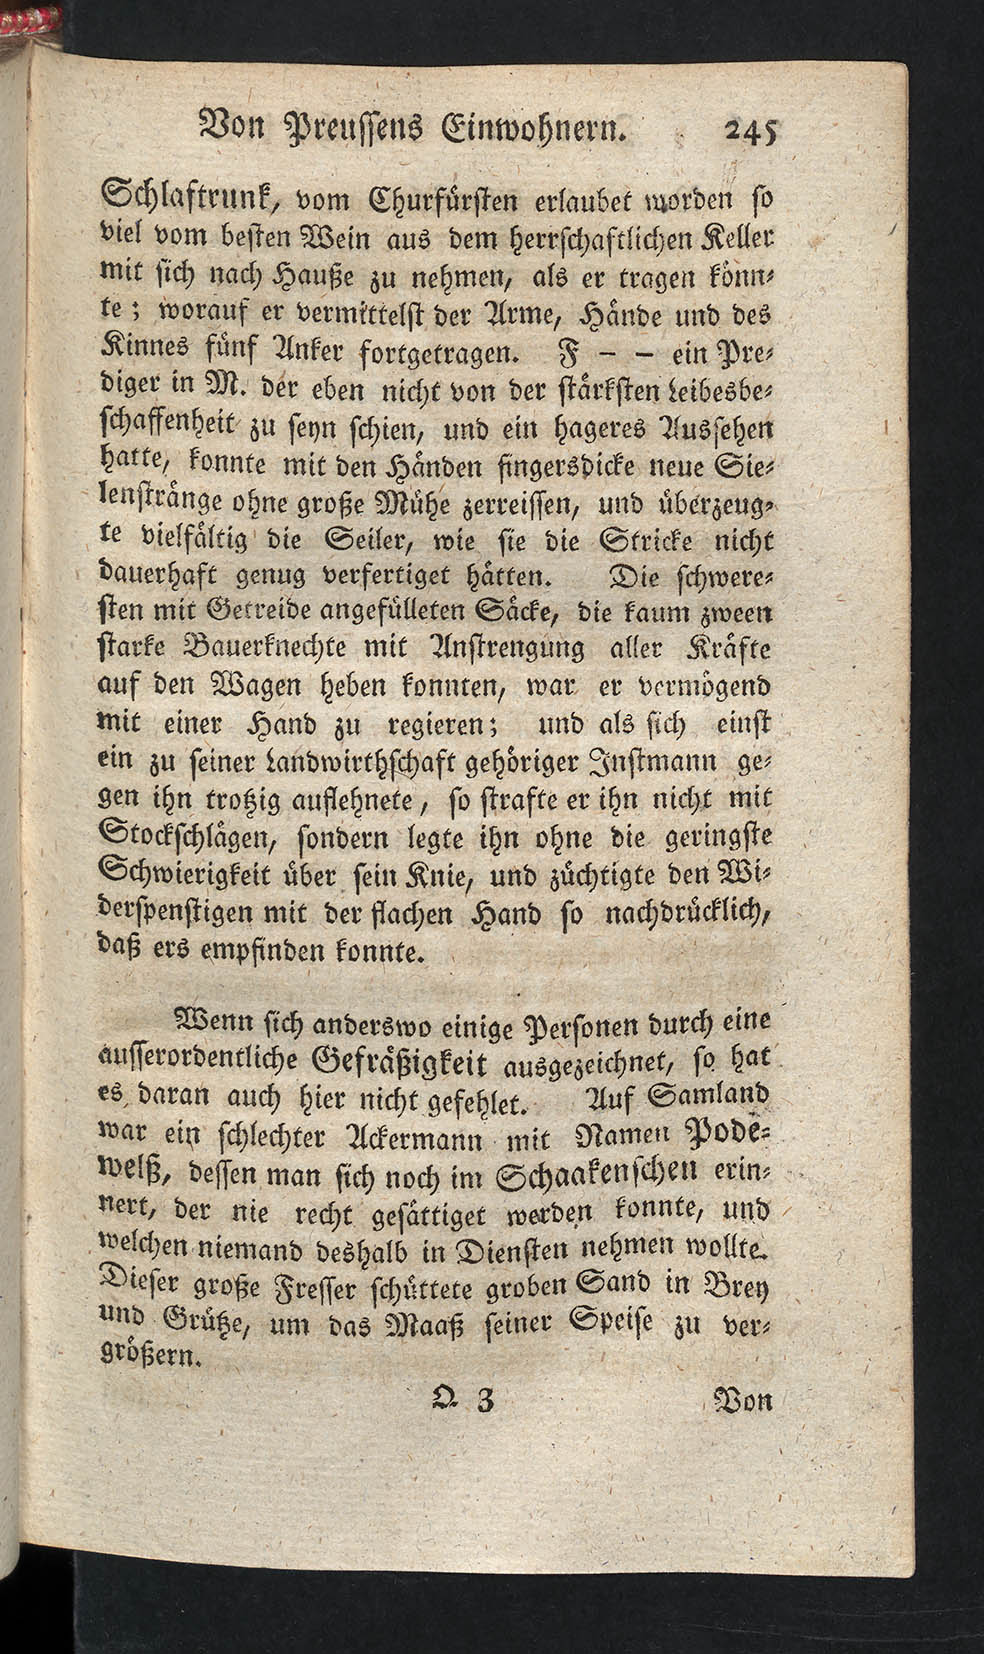 Von Preussens Einwohnern. 245
Schlaftrunk, vom Churfürsten erlaubet worden so
viel vom besten Wein aus dem herrschaftlichen Keller
mit sich nach Hauße zu nehmen, als er tragen könn-
te; worauf er vermittelst der Arme, Hände und des
Kinnes fünf Anker fortgetragen. F – – ein Pre-
diger in M. der eben nicht von der stärksten Leibesbe-
schaffenheit zu seyn schien, und ein hageres Aussehen
hatte, konnte mit den Händen fingersdicke neue Sie-
lenstränge ohne große Mühe zerreissen, und überzeug-
te vielfältig die Seiler, wie sie die Stricke nicht
dauerhaft genug verfertiget hätten. Die schwere-
sten mit Getreide angefülleten Säcke, die kaum zween
starke Bauerknechte mit Anstrengung aller Kräfte
auf den Wagen heben konnten, war er vermögend
mit einer Hand zu regieren; und als sich einst
ein zu seiner Landwirthschaft gehöriger Instmann ge-
gen ihn trotzig auflehnete, so strafte er ihn nicht mit
Stockschlägen, sondern legte ihn ohne die geringste
Schwierigkeit über sein Knie, und züchtigte den Wi-
derspenstigen mit der flachen Hand so nachdrücklich,
daß ers empfinden konnte.
Wenn sich anderswo einige Personen durch eine
ausserordentliche Gefräßigkeit ausgezeichnet, so hat
es daran auch hier nicht gefehlet. Auf Samland
war ein schlechter Ackermann mit Namen Pode-
welß, dessen man sich noch im Schaakenschen erin-
nert, der nie recht gesättiget werden konnte, und
welchen niemand deshalb in Diensten nehmen wollte.
Dieser große Fresser schüttete groben Sand in Brey
und Grütze, um das Maaß seiner Speise zu ver-
größern.
Q 3 Von